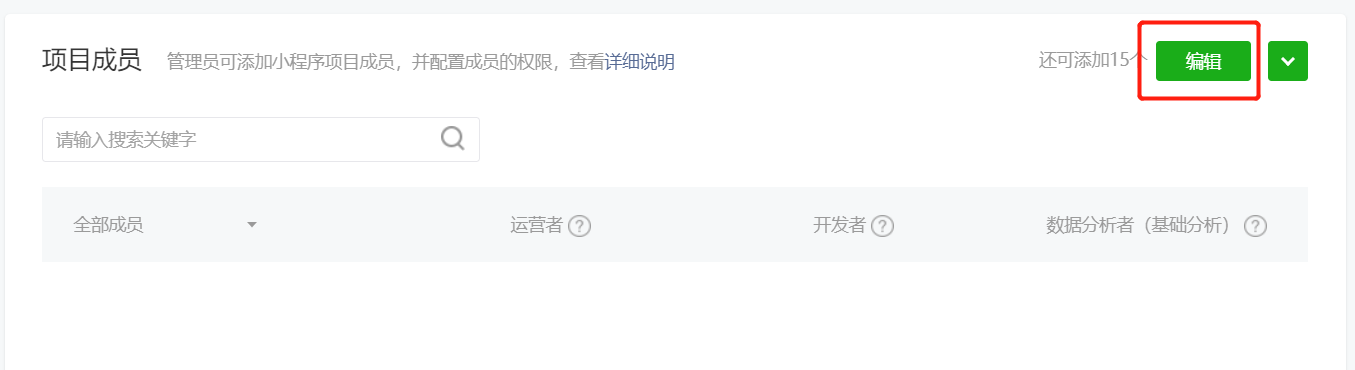 项目成员 管理员可添加小程序项目成员，并配置成员的权限，查看详细说明 还可添加15个 编辑
请输入搜索关键字
全部成员 运营者 ? 开发者 ? 数据分析者（基础分析） ?